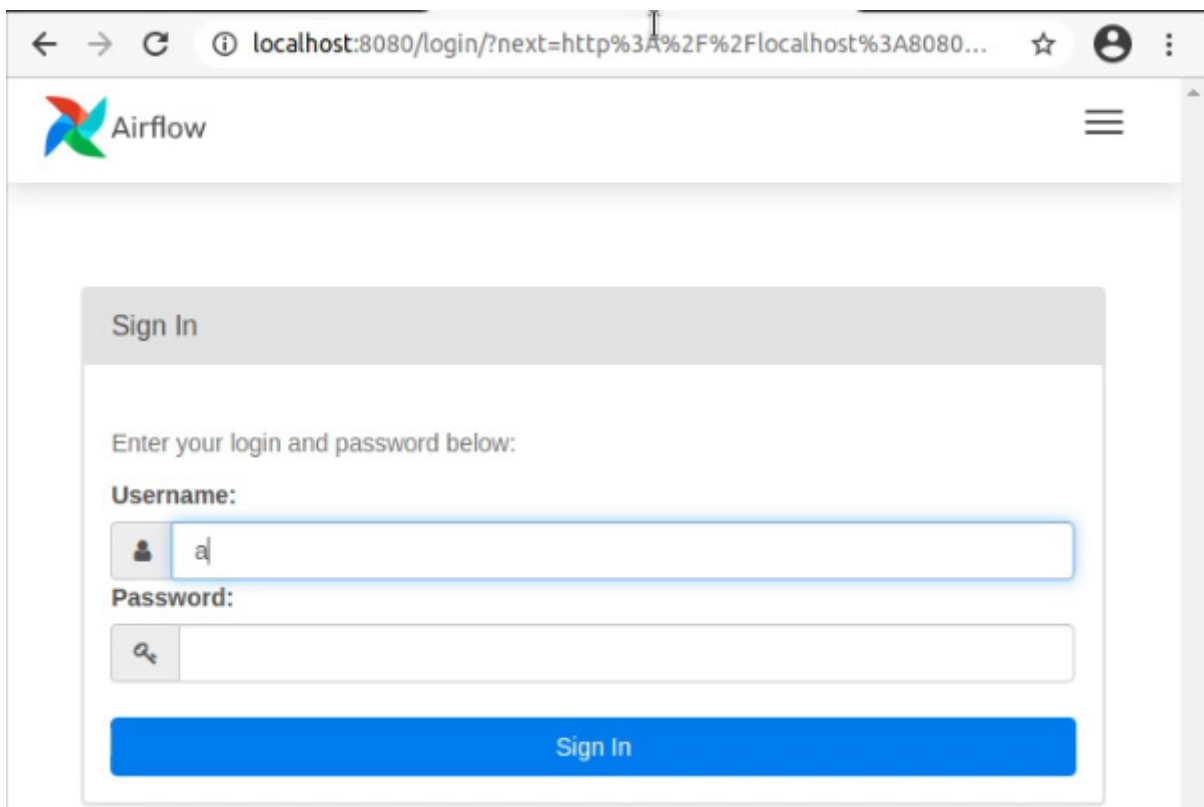 localhost:8080/login/?next=http%3A%2F%2Flocalhost%3A8080...
Airflow
Sign In
Enter your login and password below:
Username:
a
Password:
Sign In